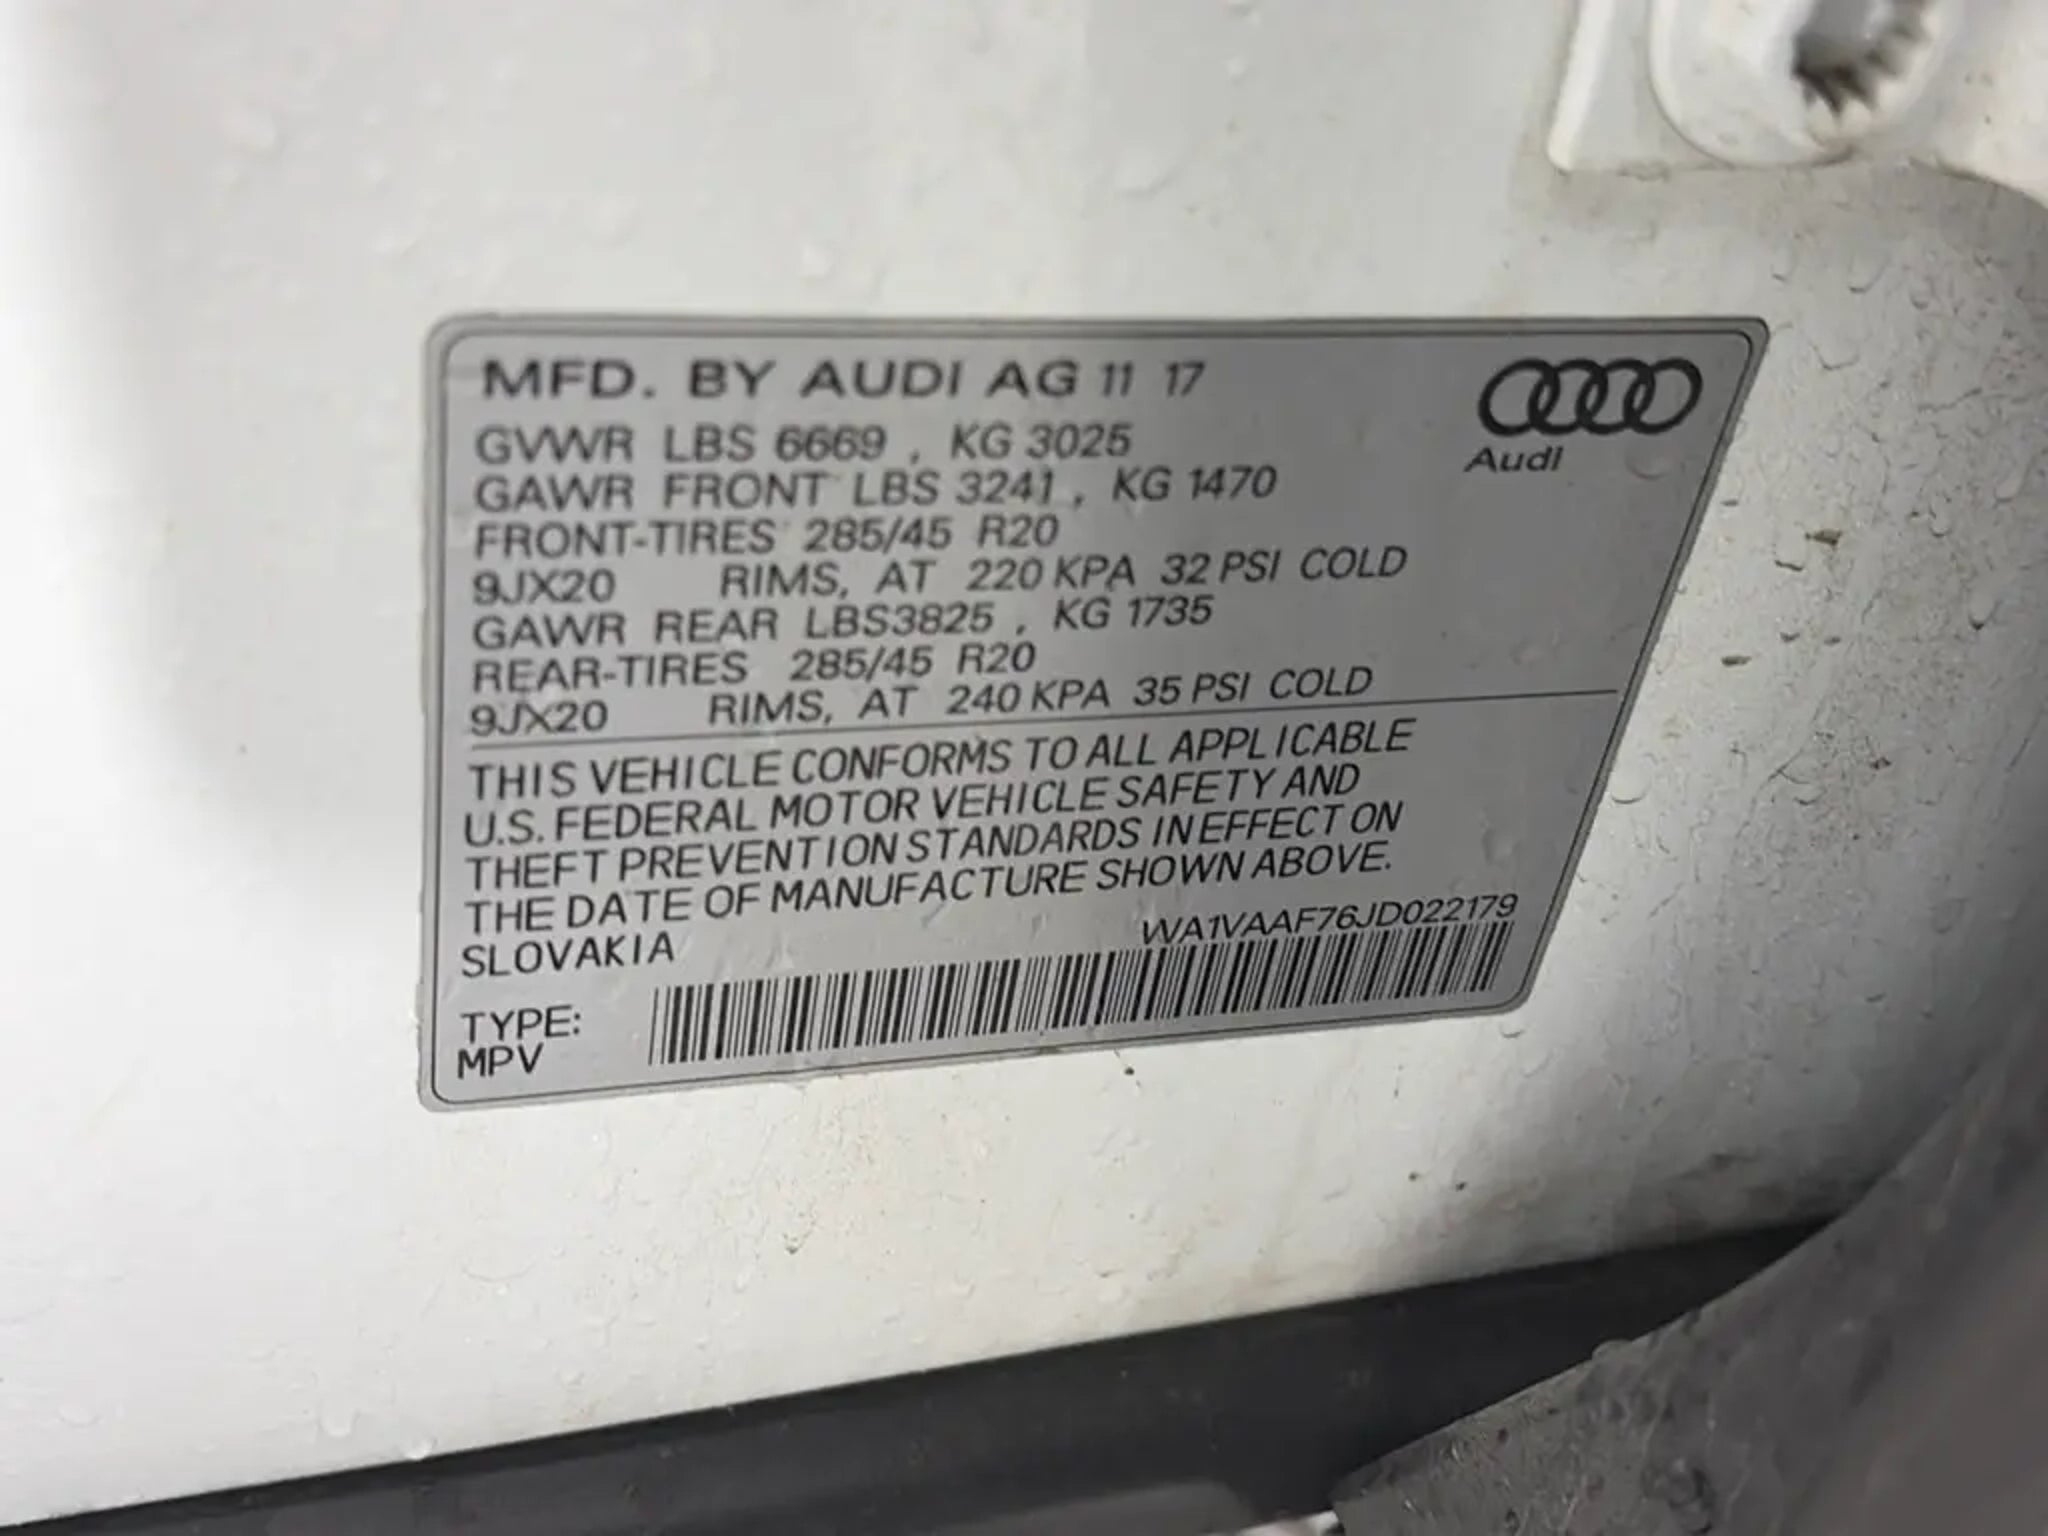 MFD. BY AUDI AG 11 17
GVWR LBS 6669 , KG 3025
GAWR FRONT LBS 3241 , KG 1470
FRONT-TIRES 285/45 R20
9JX20 RIMS, AT 220 KPA 32 PSI COLD
GAWR REAR LBS3825 , KG 1735
REAR-TIRES 285/45 R20
9JX20 RIMS, AT 240 KPA 35 PSI COLD
Audi
THIS VEHICLE CONFORMS TO ALL APPLICABLE
U.S. FEDERAL MOTOR VEHICLE SAFETY AND
THEFT PREVENTION STANDARDS IN EFFECT ON
THE DATE OF MANUFACTURE SHOWN ABOVE.
SLOVAKIA WA1VAAF76JD022179
TYPE:
MPV